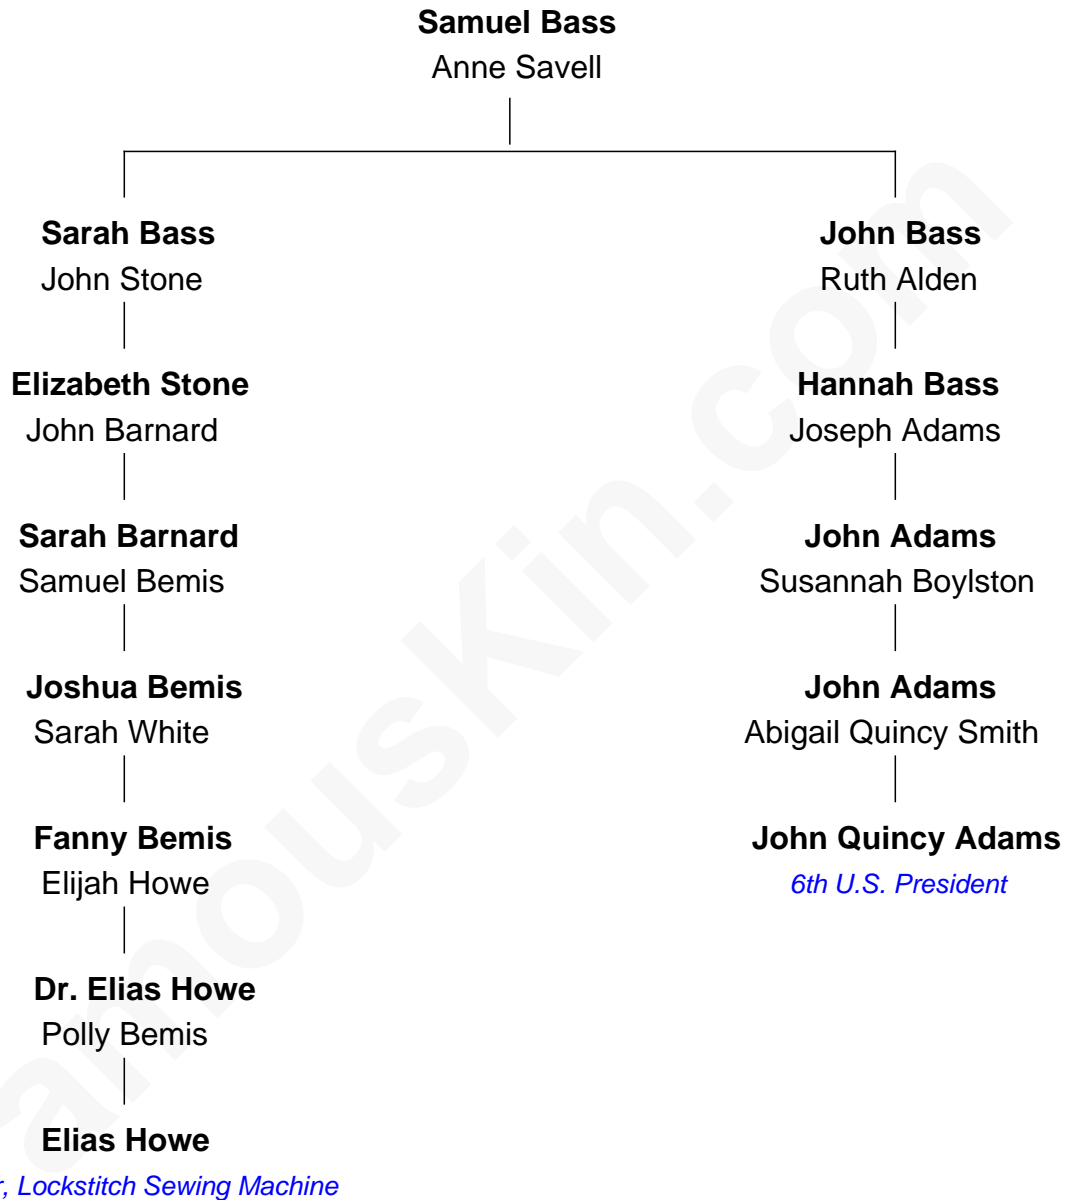 Samuel Bass
Anne Savell
Sarah Bass
John Stone
Elizabeth Stone
John Barnard
Sarah Barnard
Samuel Bemis
Joshua Bemis
Sarah White
Fanny Bemis
Elijah Howe
Dr. Elias Howe
Polly Bemis
Elias Howe
, Lockstitch Sewing Machine
John Bass
Ruth Alden
Hannah Bass
Joseph Adams
John Adams
Susannah Boylston
John Adams
Abigail Quincy Smith
John Quincy Adams
6th U.S. President
amouskin.com